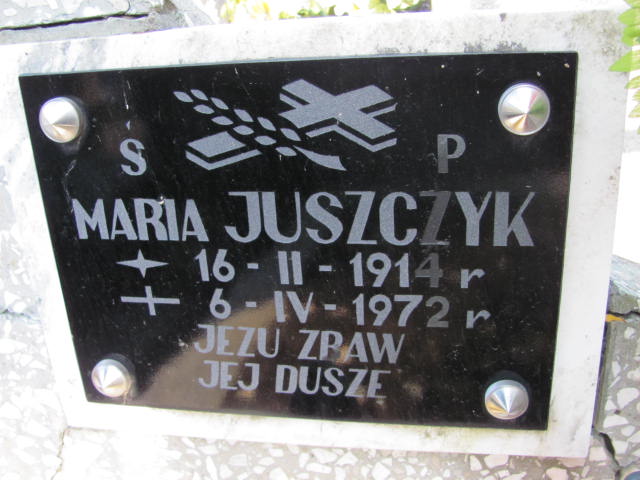 Ś P
MARIA JUSZCZYK
16 - II - 1914 r
6 - IV - 1972 r
JEZU ZBAW
JEJ DUSZE